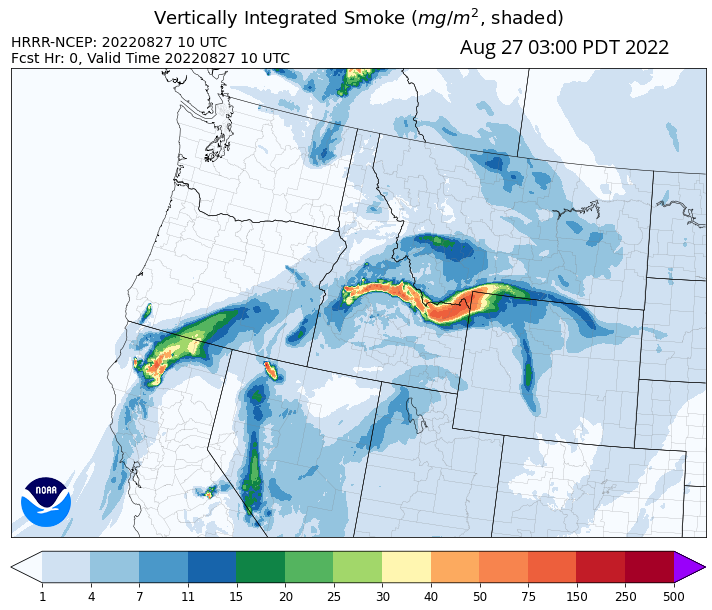 Vertically Integrated Smoke (mg/m², shaded)
HRRR-NCEP: 20220827 10 UTC
Aug 27 03:00 PDT 2022
Fcst Hr: 0, Valid Time 20220827 10 UTC
NOAA
1 4 7 11 15 20 25 30 40 50 75 150 250 500